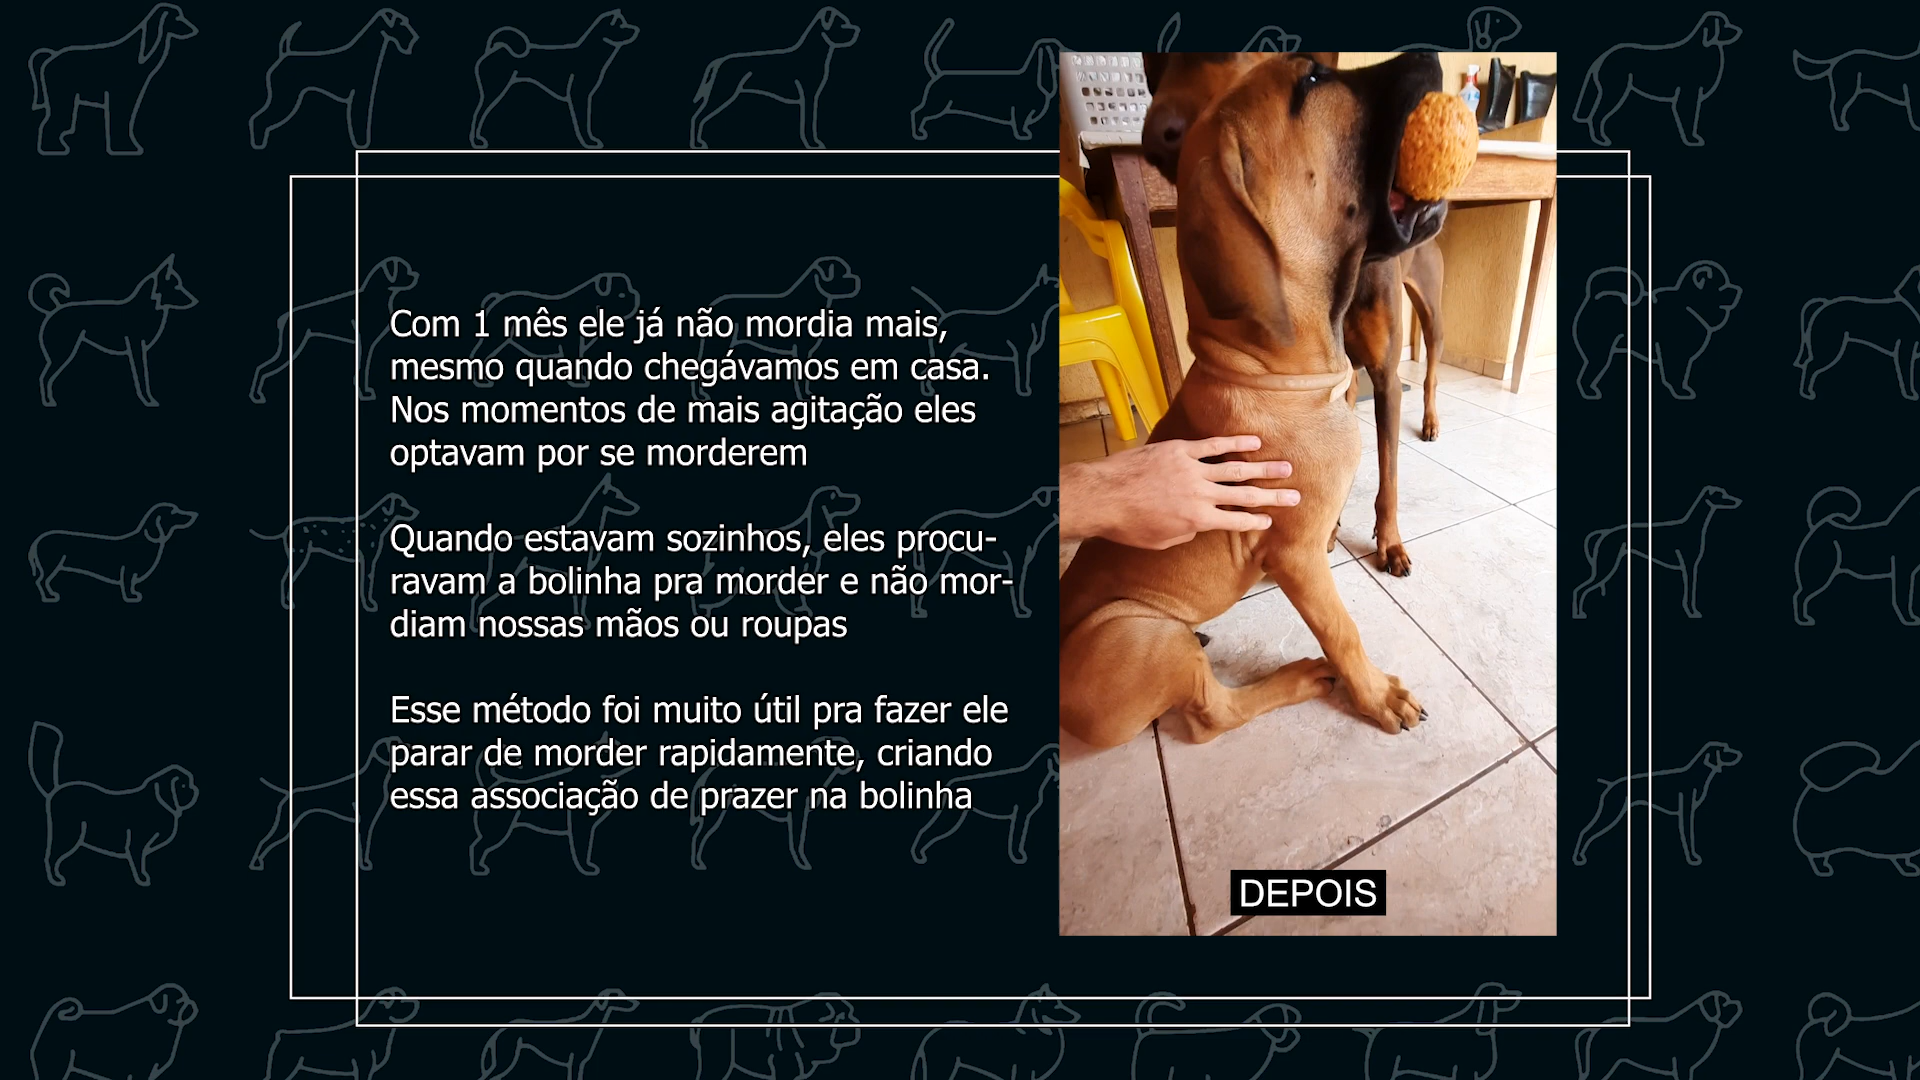 Com 1 mês ele já não mordia mais,
mesmo quando chegávamos em casa.
Nos momentos de mais agitação eles
optavam por se morderem
Quando estavam sozinhos, eles procu-
ravam a bolinha pra morder e não mor-
diam nossas mãos ou roupas
Esse método foi muito útil pra fazer ele
parar de morder rapidamente, criando
essa associação de prazer na bolinha
DEPOIS